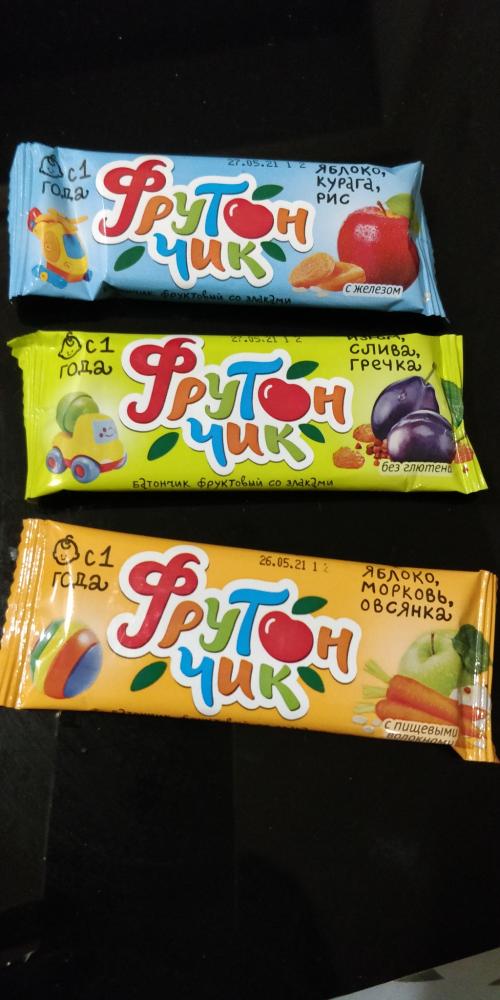 с 1
года
ФРУТОН
ЧИК
27.05.21 1 2
ЯБЛОКО,
КУРАГА,
РИС
с железом
фруктовый со злаками
с 1
года
ФРУТОН
ЧИК
27.05.21 1 2
СЛИВА,
ГРЕЧКА
без глютена
батончик фруктовый со злаками
с 1
года
ФРУТОН
ЧИК
26.05.21 1 2
ЯБЛОКО,
МОРКОВЬ,
ОВСЯНКА
с пищевыми
волокнами